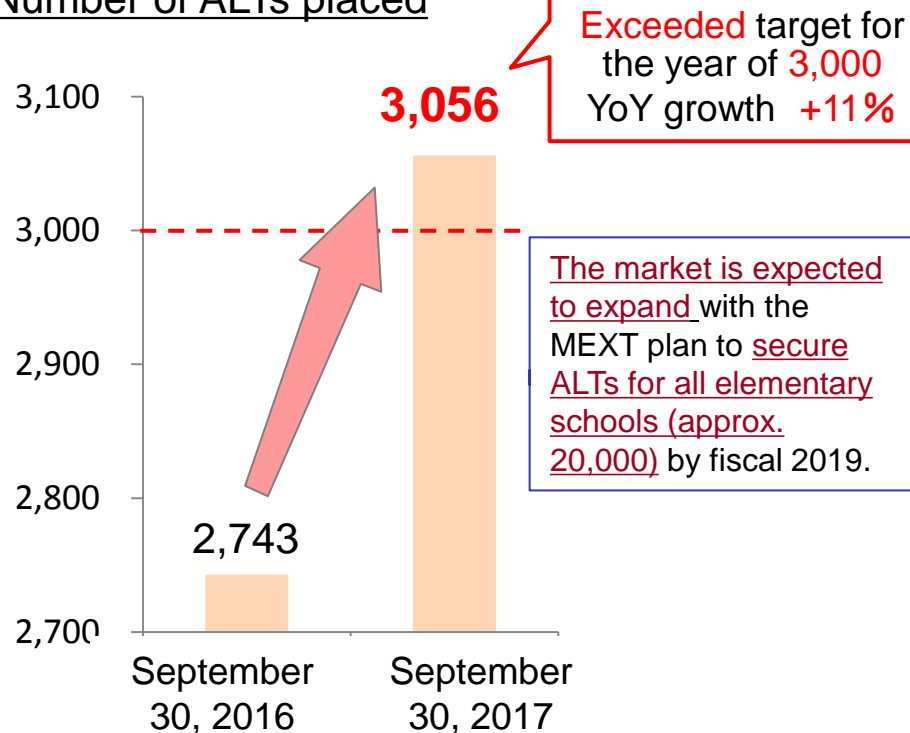 Number of ALTs placed
Exceeded target for
the year of 3,000
YoY growth +11%
3,100
3,000
2,900
2,800
2,700
3,056
2,743
The market is expected
to expand with the
MEXT plan to secure
ALTs for all elementary
schools (approx.
20,000) by fiscal 2019.
September
30, 2016
September
30, 2017